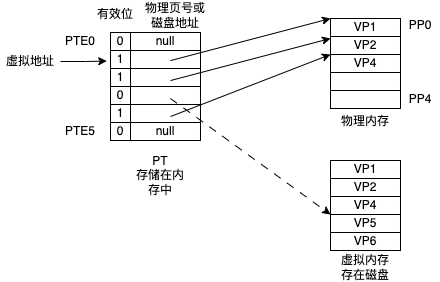 有效位
物理页号或
磁盘地址
PTE0
0 null
虚拟地址
1
1
0
1
PTE5
0 null
PT
存储在内
存中
VP1
PP0
VP2
VP4
PP4
物理内存
VP1
VP2
VP4
VP5
VP6
虚拟内存
存在磁盘